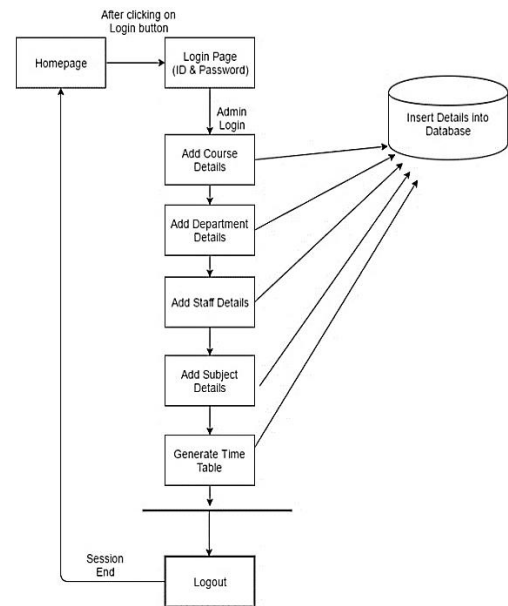 After clicking on
Login button
Homepage
Login Page
(ID & Password)
Admin
Login
Insert Details into
Database
Add Course
Details
Add Department
Details
Add Staff Details
Add Subject
Details
Generate Time
Table
Session
End
Logout